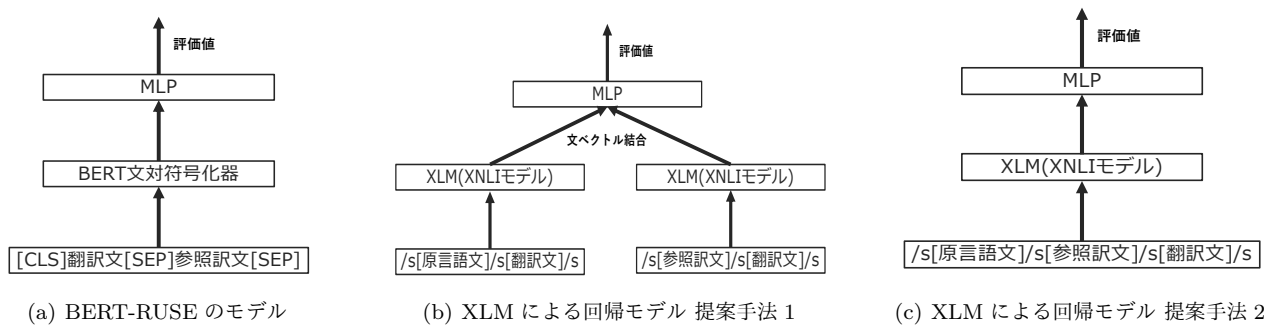 評価値
MLP
BERT文対符号化器
[CLS]翻訳文[SEP]参照訳文[SEP]
(a) BERT-RUSE のモデル
評価値
MLP
文ベクトル結合
XLM(XNLIモデル)
XLM(XNLIモデル)
/s[原言語文]/s[翻訳文]/s
/s[参照訳文]/s[翻訳文]/s
(b) XLM による回帰モデル 提案手法 1
評価値
MLP
XLM(XNLIモデル)
/s[原言語文]/s[参照訳文]/s[翻訳文]/s
(c) XLM による回帰モデル 提案手法 2